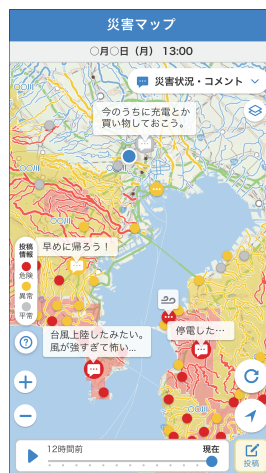 災害マップ
○月○日（月） 13:00
災害状況・コメント
今のうちに充電とか
買い物しておこう。
○○川
○○川
○○川
早めに帰ろう！
投稿
情報
危険
異常
平常
台風上陸したみたい。
風が強すぎて怖い…
停電した…
12時間前
現在
投稿